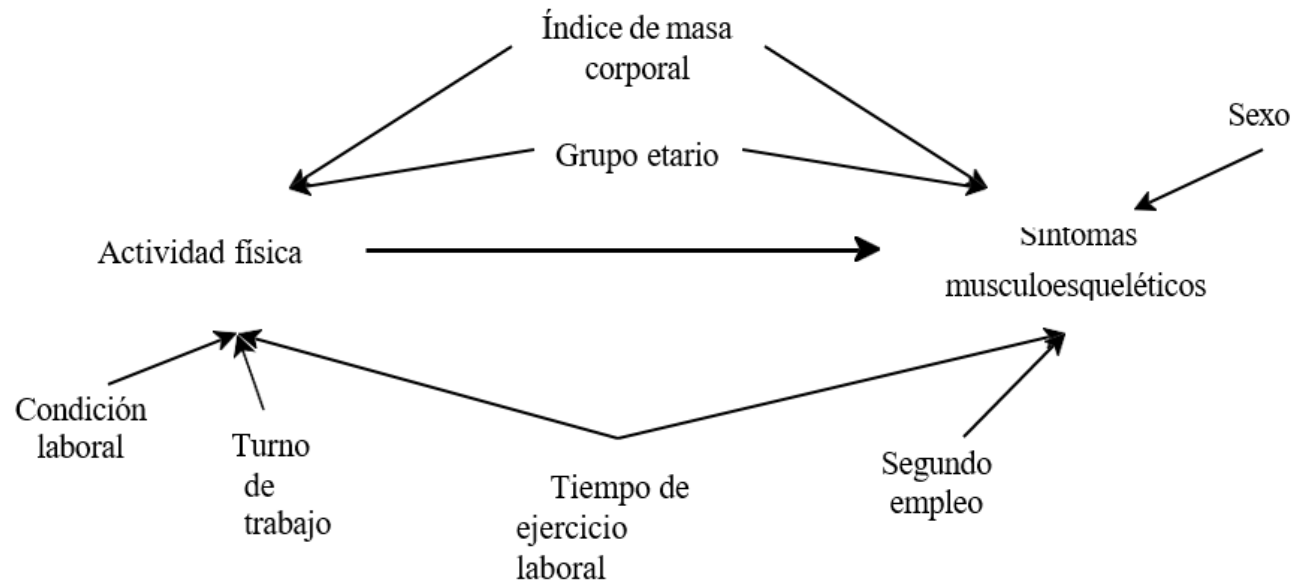 Índice de masa
corporal
Sexo
Grupo etario
Actividad física
Síntomas
musculoesqueléticos
Condición
laboral
Turno
de
trabajo
Tiempo de
ejercicio
laboral
Segundo
empleo